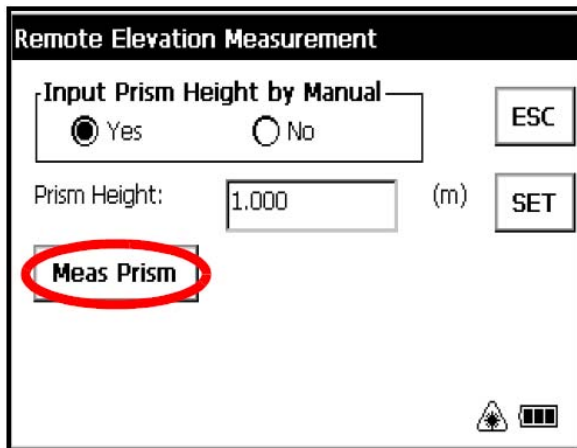 Remote Elevation Measurement
Input Prism Height by Manual
Yes No
ESC
Prism Height: 1.000 (m)
SET
Meas Prism